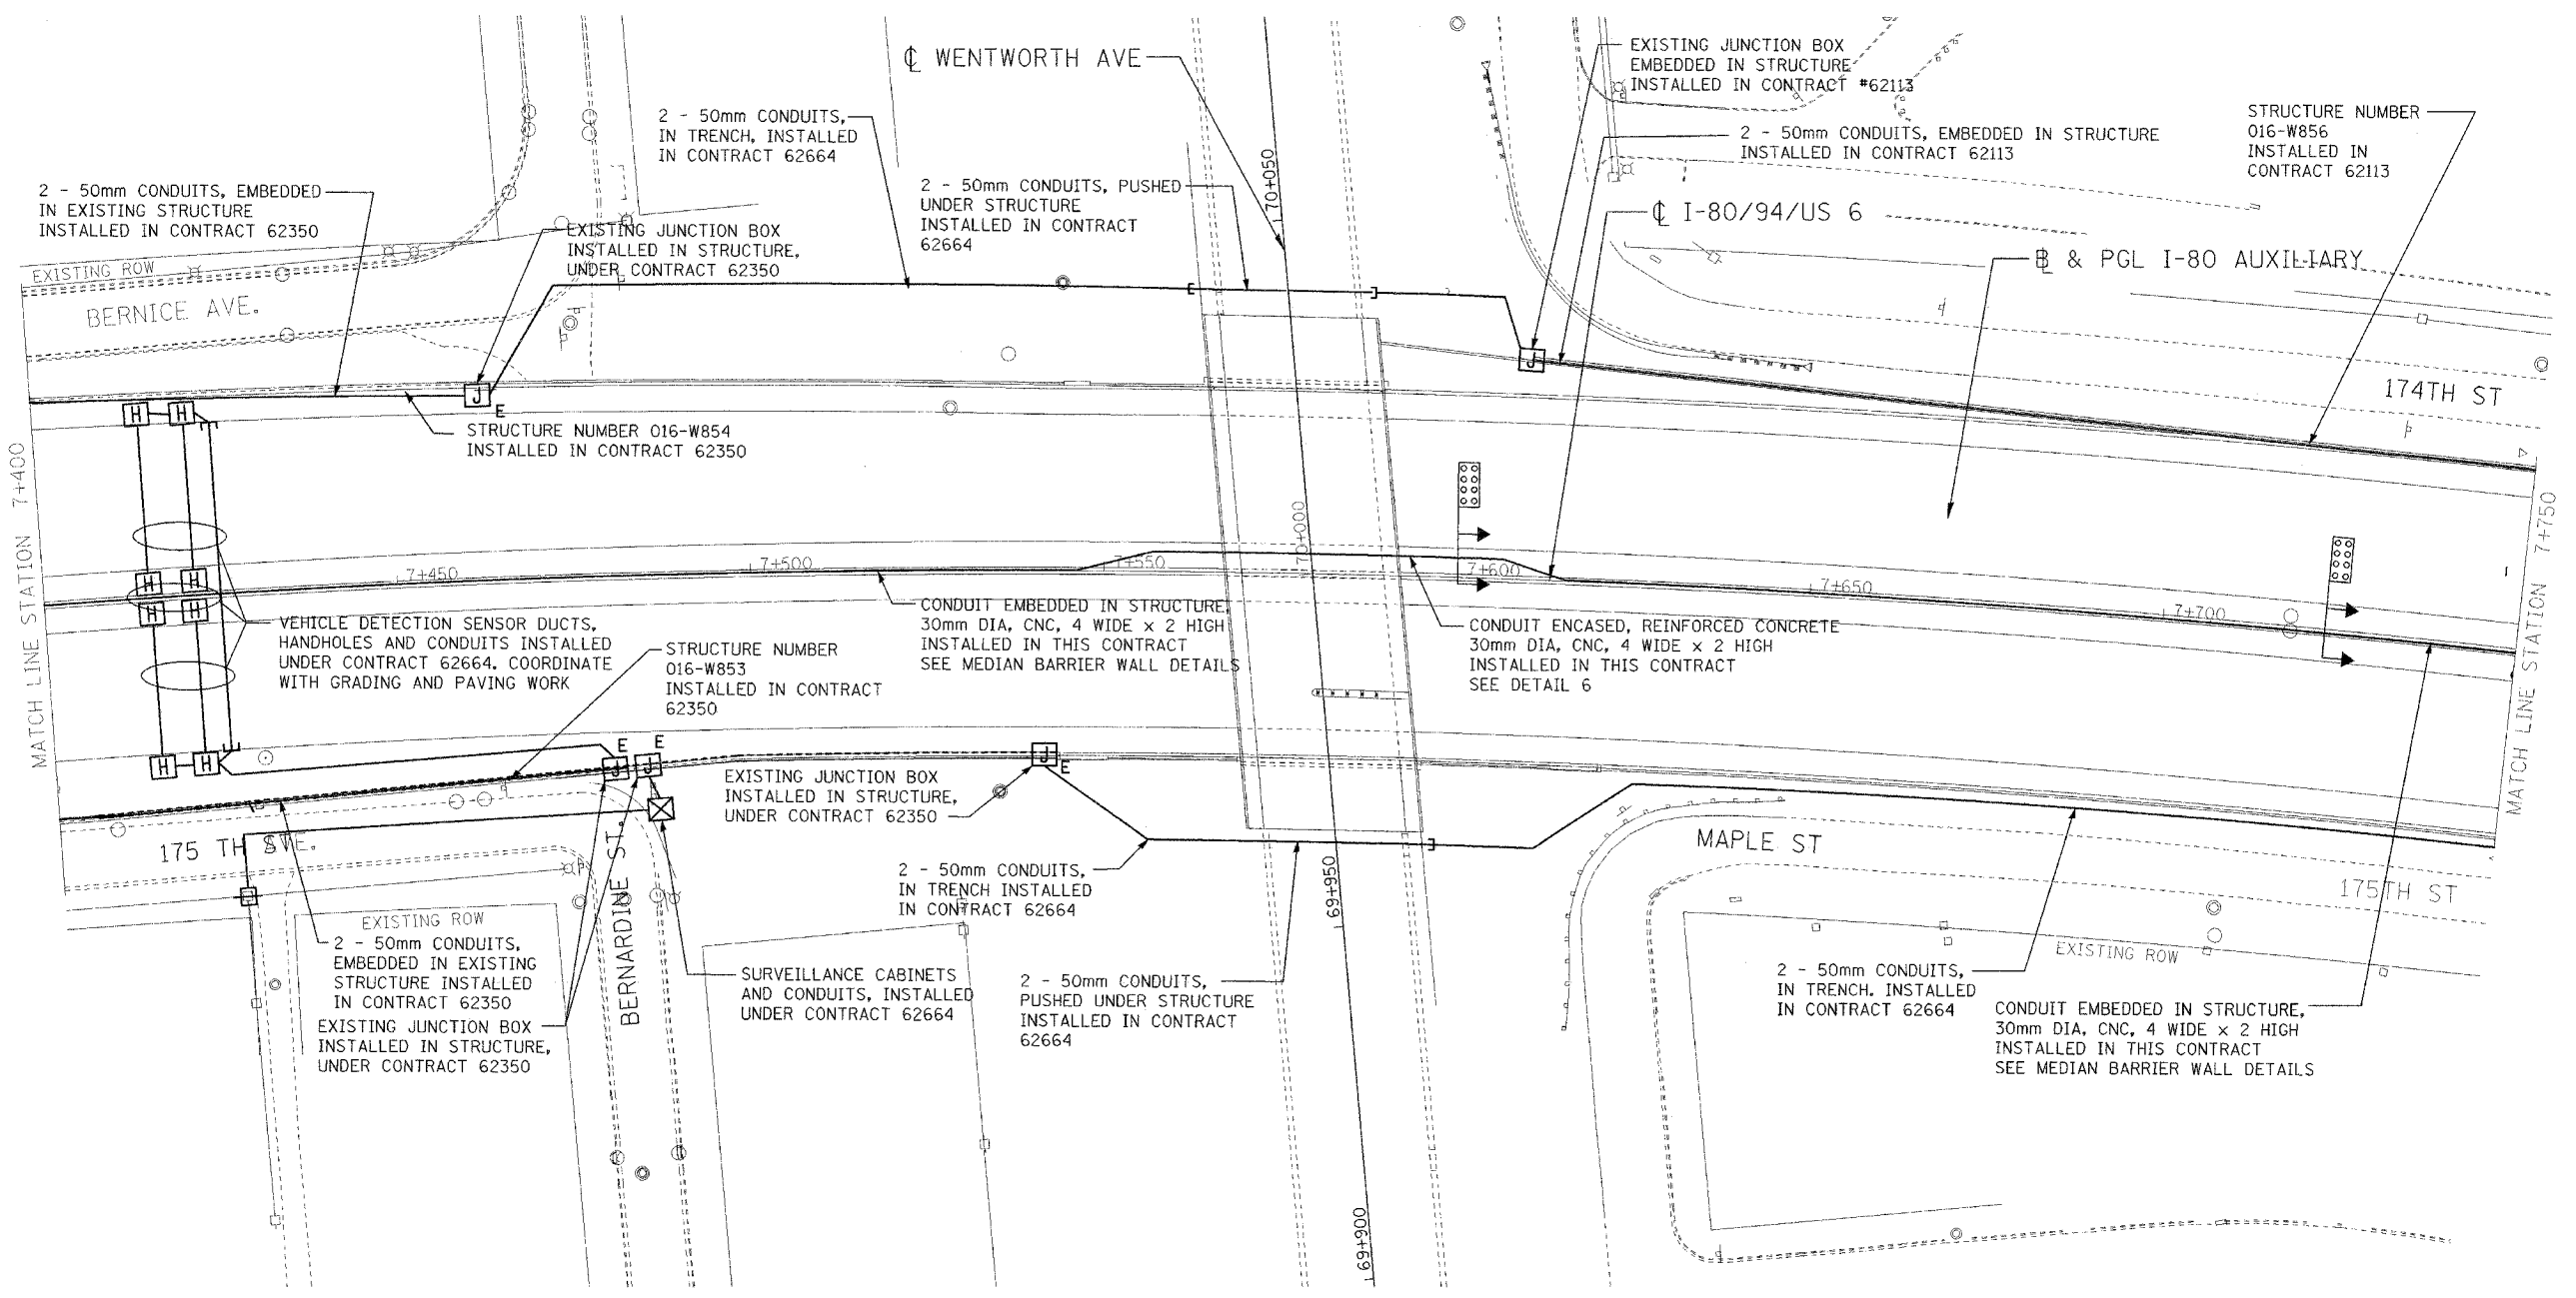 ℄ WENTWORTH AVE
EXISTING JUNCTION BOX
EMBEDDED IN STRUCTURE
INSTALLED IN CONTRACT #62113
2 - 50mm CONDUITS,
IN TRENCH, INSTALLED
IN CONTRACT 62664
STRUCTURE NUMBER
016-W856
INSTALLED IN
CONTRACT 62113
2 - 50mm CONDUITS, EMBEDDED IN STRUCTURE
INSTALLED IN CONTRACT 62113
2 - 50mm CONDUITS, EMBEDDED
IN EXISTING STRUCTURE
INSTALLED IN CONTRACT 62350
2 - 50mm CONDUITS, PUSHED
UNDER STRUCTURE
INSTALLED IN CONTRACT
62664
70+050
℄ I-80/94/US 6
EXISTING JUNCTION BOX
INSTALLED IN STRUCTURE,
UNDER CONTRACT 62350
B̲L & PGL I-80 AUXILIARY
EXISTING ROW
BERNICE AVE.
J
J
E
174TH ST
H H
STRUCTURE NUMBER 016-W854
INSTALLED IN CONTRACT 62350
MATCH LINE STATION 7+400
MATCH LINE STATION 7+750
70+000
7+450
7+500
7+550
7+600
7+650
7+700
H H
H H
VEHICLE DETECTION SENSOR DUCTS,
HANDHOLES AND CONDUITS INSTALLED
UNDER CONTRACT 62664. COORDINATE
WITH GRADING AND PAVING WORK
CONDUIT EMBEDDED IN STRUCTURE,
30mm DIA, CNC, 4 WIDE x 2 HIGH
INSTALLED IN THIS CONTRACT
SEE MEDIAN BARRIER WALL DETAILS
CONDUIT ENCASED, REINFORCED CONCRETE
30mm DIA, CNC, 4 WIDE x 2 HIGH
INSTALLED IN THIS CONTRACT
SEE DETAIL 6
STRUCTURE NUMBER
016-W853
INSTALLED IN CONTRACT
62350
H H
E
E
J
J
J
E
EXISTING JUNCTION BOX
INSTALLED IN STRUCTURE,
UNDER CONTRACT 62350
175 TH STE.
MAPLE ST
2 - 50mm CONDUITS,
IN TRENCH INSTALLED
IN CONTRACT 62664
69+950
175TH ST
BERNARDINE ST.
EXISTING ROW
2 - 50mm CONDUITS,
EMBEDDED IN EXISTING
STRUCTURE INSTALLED
IN CONTRACT 62350
EXISTING ROW
SURVEILLANCE CABINETS
AND CONDUITS, INSTALLED
UNDER CONTRACT 62664
2 - 50mm CONDUITS,
PUSHED UNDER STRUCTURE
INSTALLED IN CONTRACT
62664
2 - 50mm CONDUITS,
IN TRENCH. INSTALLED
IN CONTRACT 62664
CONDUIT EMBEDDED IN STRUCTURE,
30mm DIA, CNC, 4 WIDE x 2 HIGH
INSTALLED IN THIS CONTRACT
SEE MEDIAN BARRIER WALL DETAILS
EXISTING JUNCTION BOX
INSTALLED IN STRUCTURE,
UNDER CONTRACT 62350
69+900